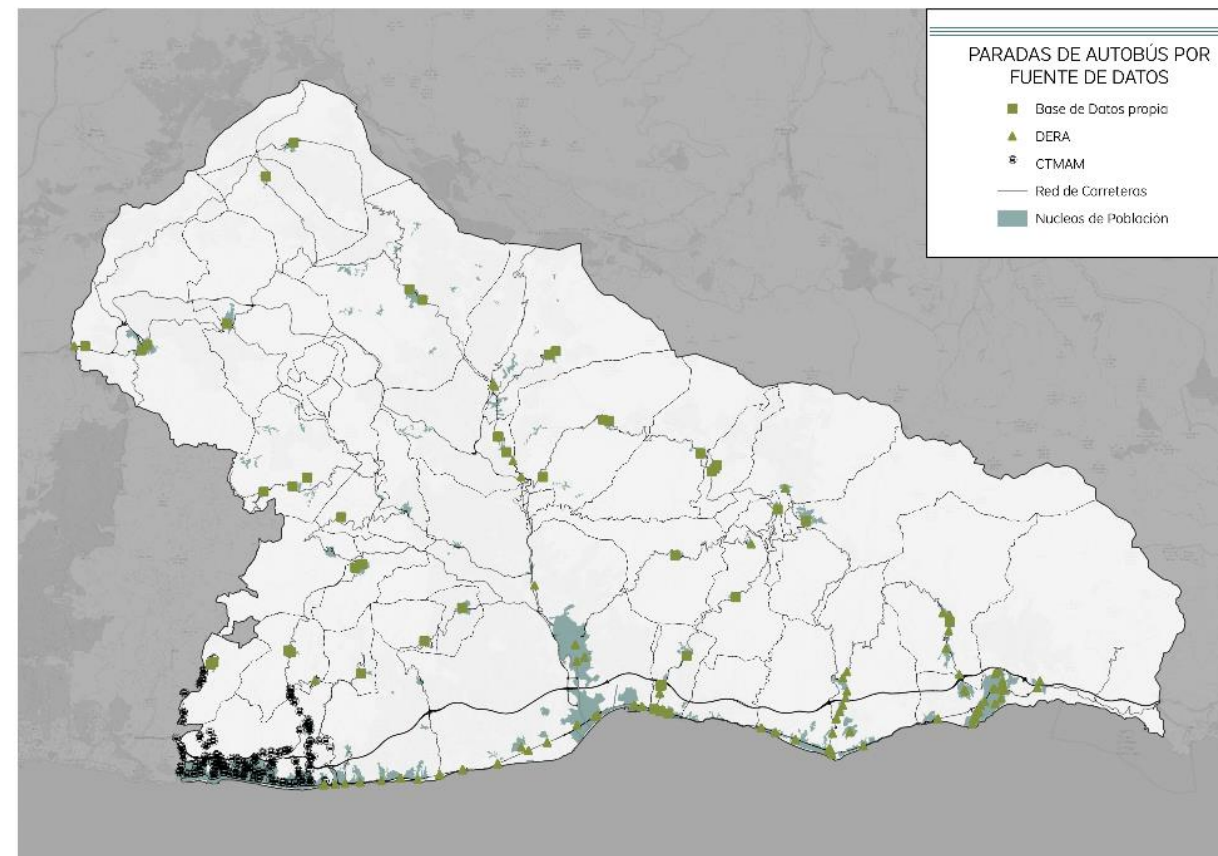 PARADAS DE AUTOBÚS POR
FUENTE DE DATOS
Base de Datos propia
DERA
CTMAM
Red de Carreteras
Nucleos de Población